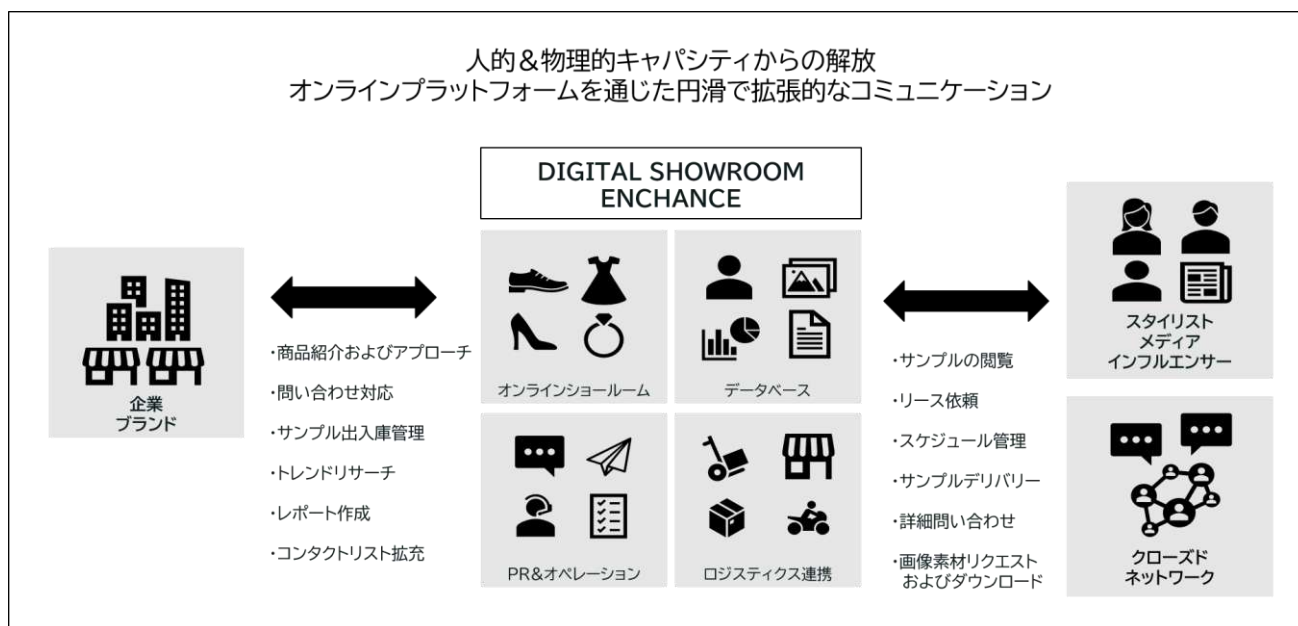 人的&物理的キャパシティからの解放
オンラインプラットフォームを通じた円滑で拡張的なコミュニケーション
DIGITAL SHOWROOM
ENCHANCE
企業
ブランド
・商品紹介およびアプローチ
・問い合わせ対応
・サンプル出入庫管理
・トレンドリサーチ
・レポート作成
・コンタクトリスト拡充
オンラインショールーム
データベース
PR&オペレーション
ロジスティクス連携
・サンプルの閲覧
・リース依頼
・スケジュール管理
・サンプルデリバリー
・詳細問い合わせ
・画像素材リクエスト
およびダウンロード
スタイリスト
メディア
インフルエンサー
クローズド
ネットワーク